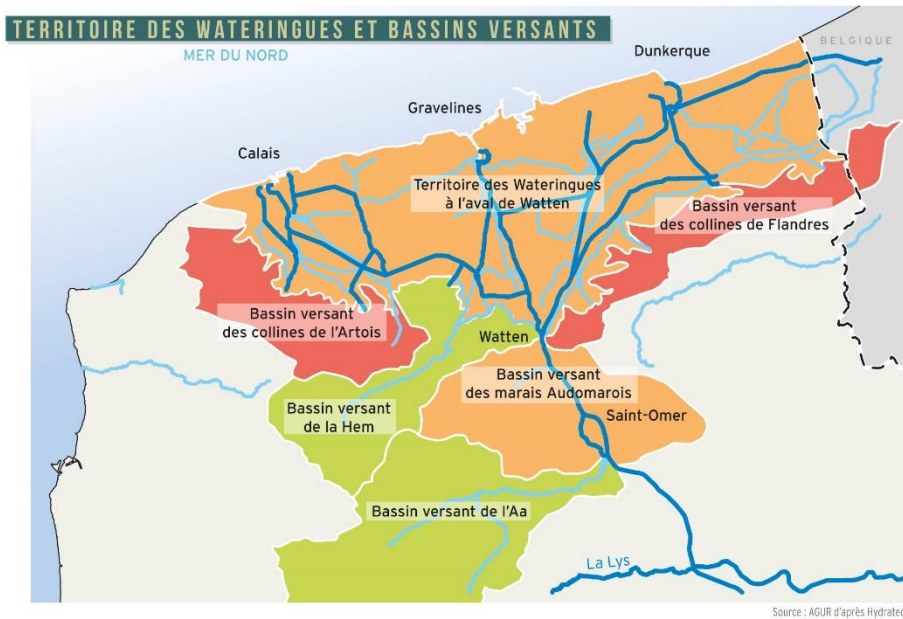 TERRITOIRE DES WATERINGUES ET BASSINS VERSANTS
MER DU NORD
BELGIQUE
Dunkerque
Gravelines
Calais
Territoire des Wateringues
à l'aval de Watten
Bassin versant
des collines de Flandres
Bassin versant
des collines de l'Artois
Watten
Bassin versant
des marais Audomarois
Bassin versant
de la Hem
Saint-Omer
Bassin versant de l'Aa
La Lys
Source : AGUR d'après Hydratec